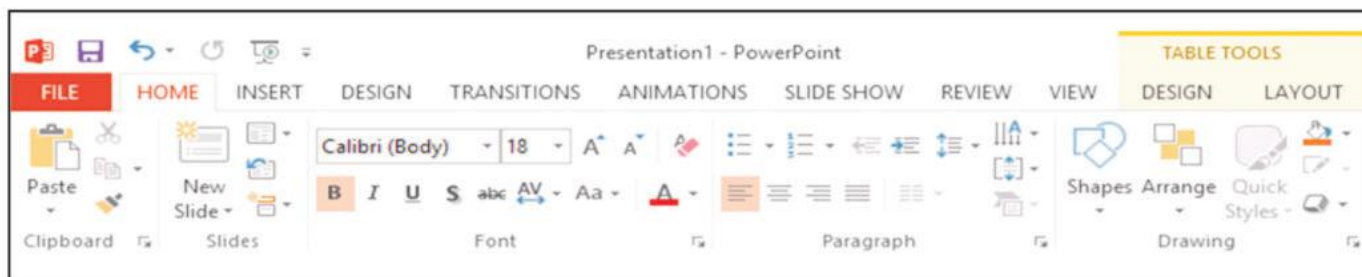 Presentation1 - PowerPoint TABLE TOOLS
FILE HOME INSERT DESIGN TRANSITIONS ANIMATIONS SLIDE SHOW REVIEW VIEW DESIGN LAYOUT
Calibri (Body) 18 A A
Paste New Slide B I U S abc AV Aa A Shapes Arrange Quick Styles
Clipboard Slides Font Paragraph Drawing